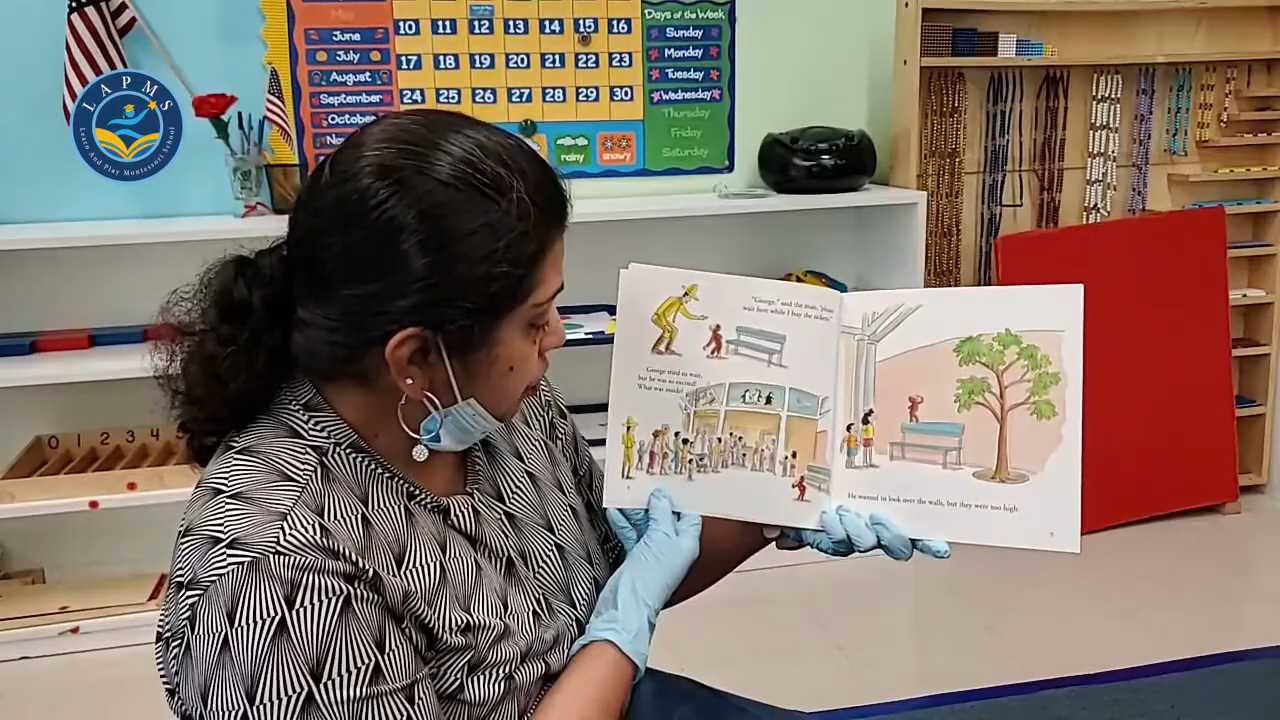 LAPMS
Learn And Play Montessori School
June
July
August
September
October
10 11 12 13 14 15 16
17 18 19 20 21 22 23
24 25 26 27 28 29 30
rainy
snowy
Days of the Week
Sunday
Monday
Tuesday
Wednesday
Thursday
Friday
Saturday
0 1 2 3 4
"George," said the man, "please
wait here while I buy the tickets."
George tried to wait,
but he was so excited!
What was inside?
He wanted to look over the walls, but they were too high.